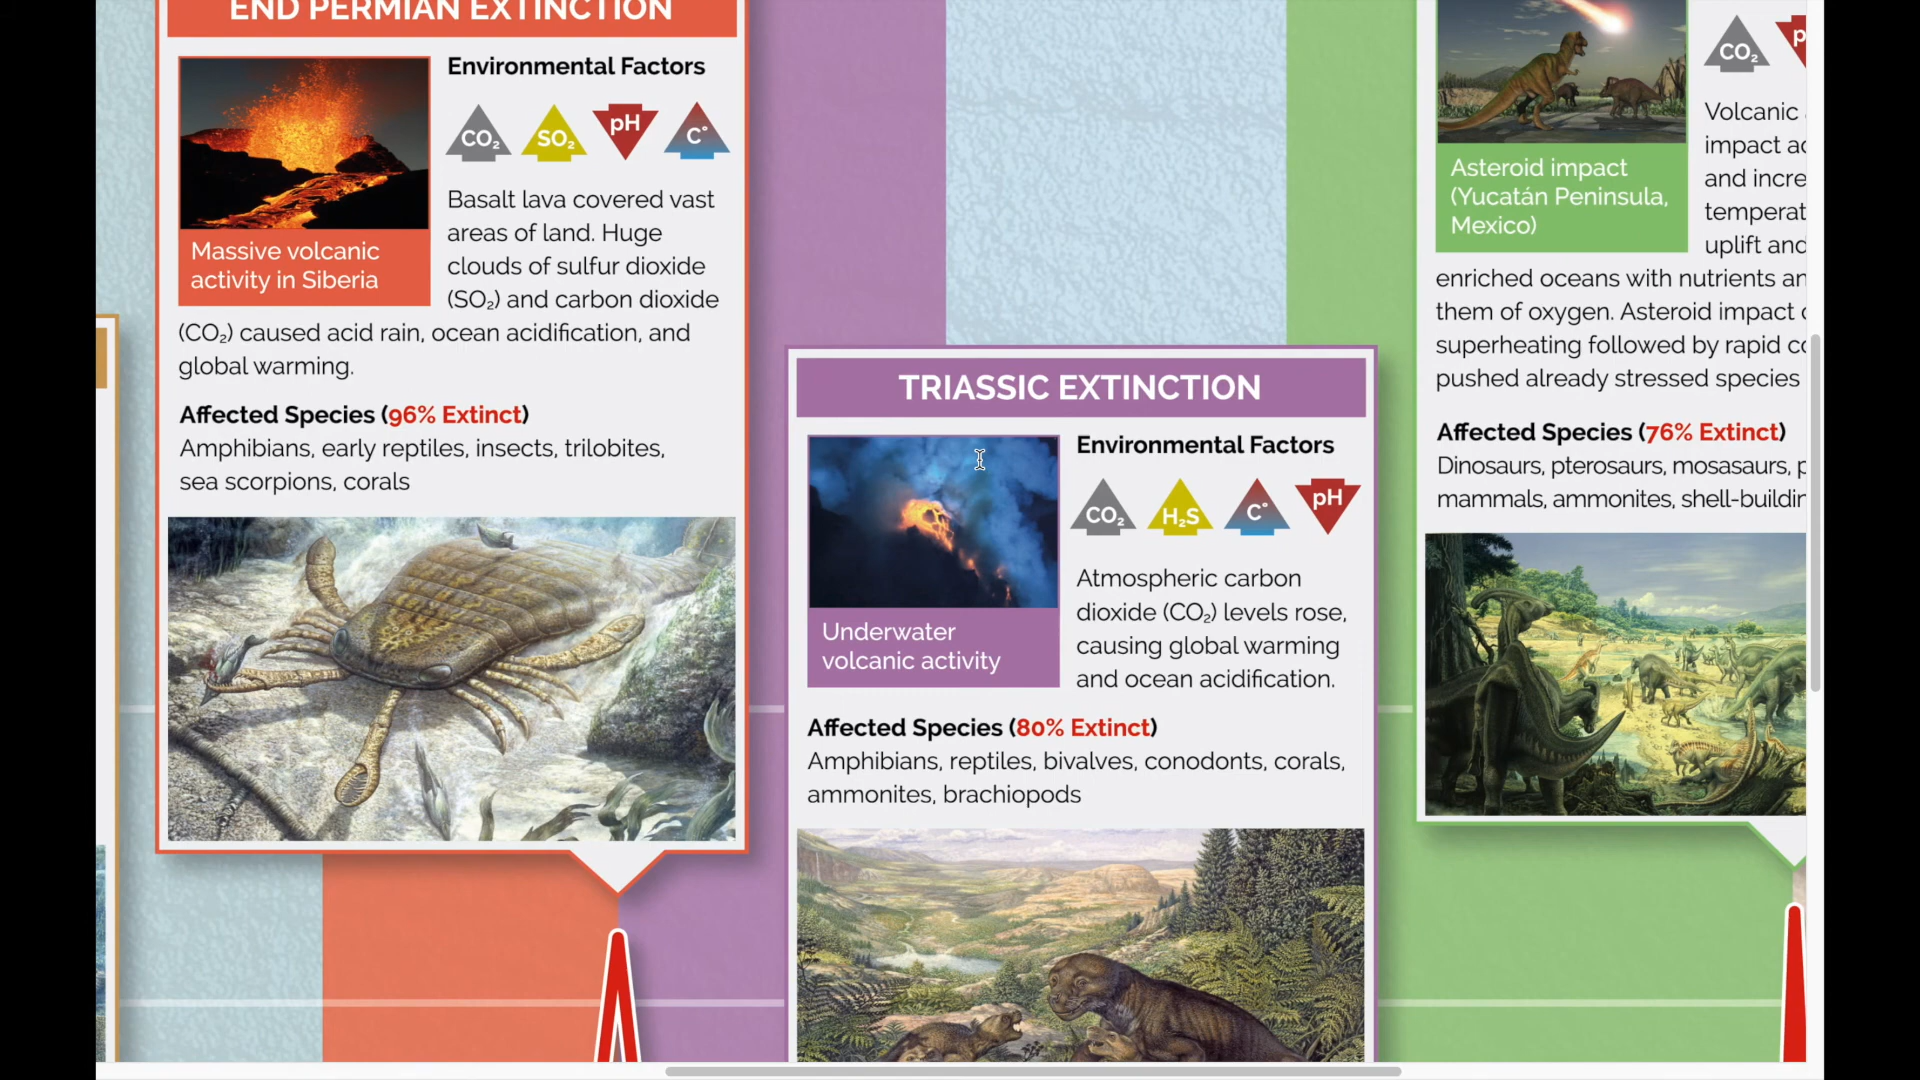 END PERMIAN EXTINCTION
Environmental Factors
CO₂
SO₂
pH
C°
Massive volcanic
activity in Siberia
Basalt lava covered vast
areas of land. Huge
clouds of sulfur dioxide
(SO₂) and carbon dioxide
(CO₂) caused acid rain, ocean acidification, and
global warming.
Affected Species (96% Extinct)
Amphibians, early reptiles, insects, trilobites,
sea scorpions, corals
TRIASSIC EXTINCTION
Environmental Factors
CO₂
H₂S
C°
pH
Underwater
volcanic activity
Atmospheric carbon
dioxide (CO₂) levels rose,
causing global warming
and ocean acidification.
Affected Species (80% Extinct)
Amphibians, reptiles, bivalves, conodonts, corals,
ammonites, brachiopods
CO₂
Asteroid impact
(Yucatán Peninsula,
Mexico)
Volcanic
impact
and
uplift and
enriched oceans with nutrients
them of oxygen. Asteroid impact
superheating followed by rapid
pushed already stressed species
Affected Species (76% Extinct)
Dinosaurs, pterosaurs, mosasaurs,
mammals, ammonites,